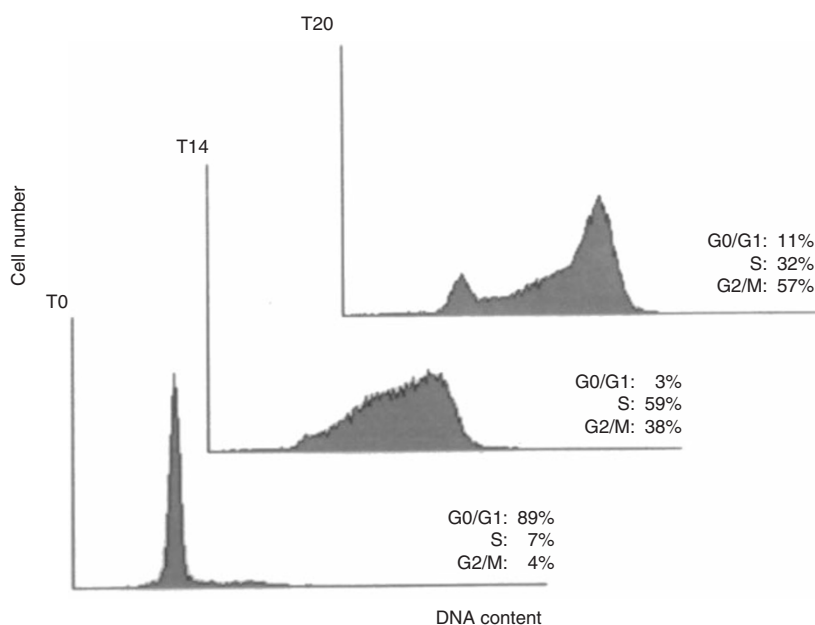 T20
G0/G1: 11%
S: 32%
G2/M: 57%
T14
G0/G1: 3%
S: 59%
G2/M: 38%
Cell number
T0
G0/G1: 89%
S: 7%
G2/M: 4%
DNA content